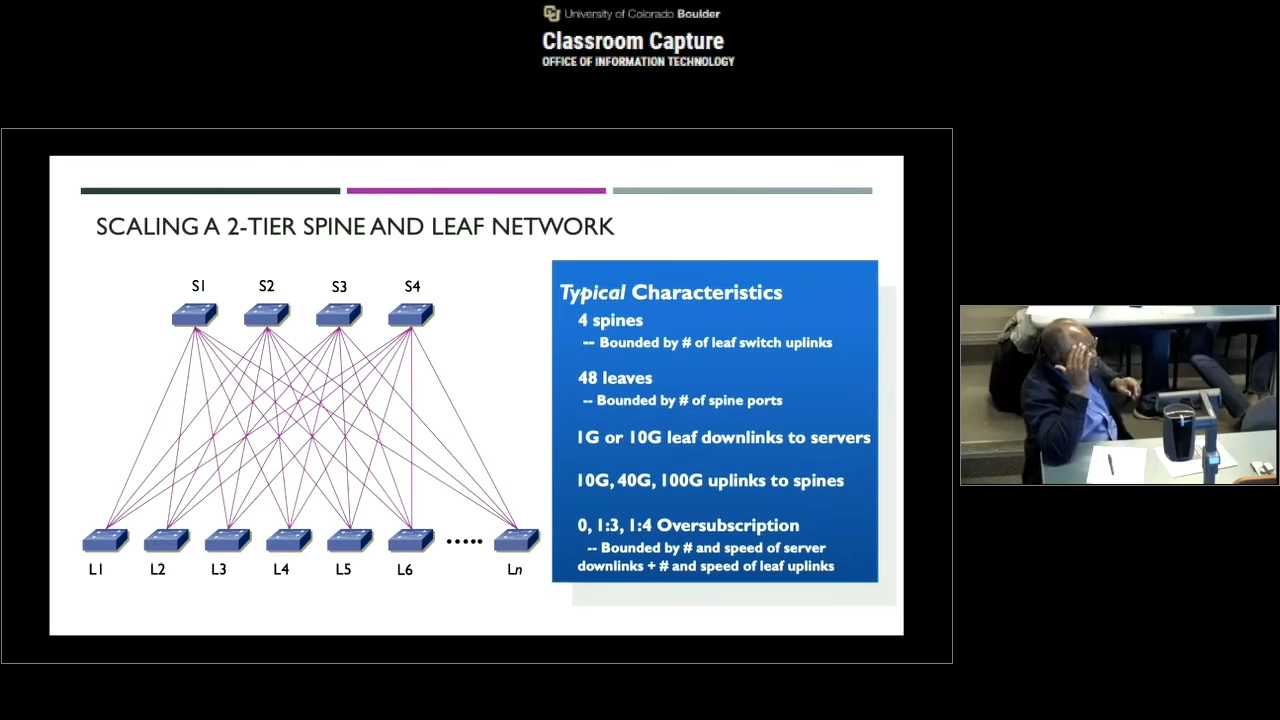 University of Colorado Boulder
Classroom Capture
OFFICE OF INFORMATION TECHNOLOGY
SCALING A 2-TIER SPINE AND LEAF NETWORK
S1 S2 S3 S4
L1 L2 L3 L4 L5 L6 ..... Ln
Typical Characteristics
4 spines
-- Bounded by # of leaf switch uplinks
48 leaves
-- Bounded by # of spine ports
1G or 10G leaf downlinks to servers
10G, 40G, 100G uplinks to spines
0, 1:3, 1:4 Oversubscription
-- Bounded by # and speed of server
downlinks + # and speed of leaf uplinks